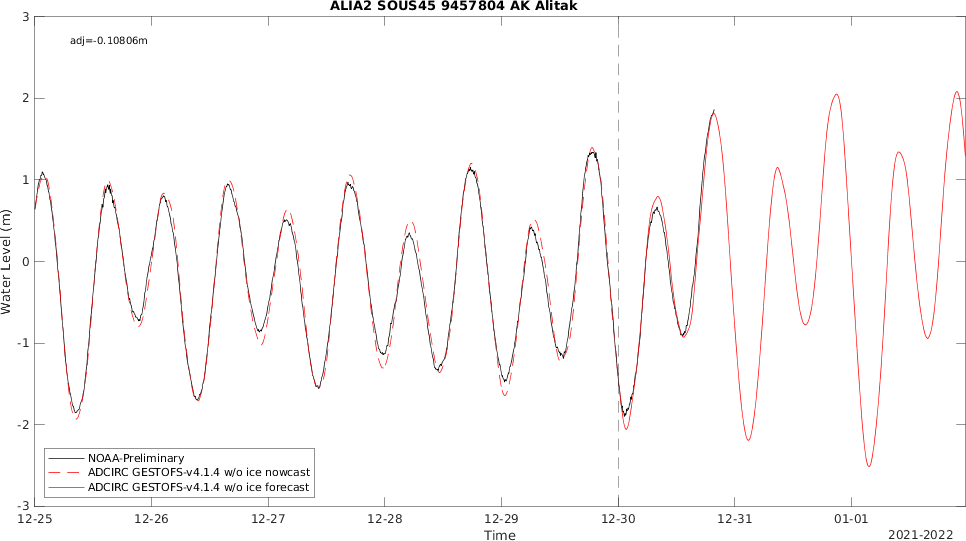 ALIA2 SOUS45 9457804 AK Alitak
adj=-0.10806m
3
2
1
0
-1
-2
-3
Water Level (m)
NOAA-Preliminary
ADCIRC GESTOFS-v4.1.4 w/o ice nowcast
ADCIRC GESTOFS-v4.1.4 w/o ice forecast
12-25 12-26 12-27 12-28 12-29 12-30 12-31 01-01
Time
2021-2022